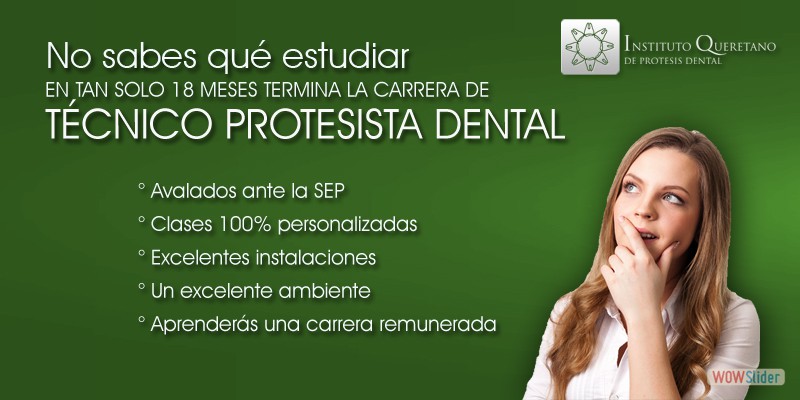 No sabes qué estudiar
EN TAN SOLO 18 MESES TERMINA LA CARRERA DE
TÉCNICO PROTESISTA DENTAL
INSTITUTO QUERETANO
DE PROTESIS DENTAL
° Avalados ante la SEP
° Clases 100% personalizadas
° Excelentes instalaciones
° Un excelente ambiente
° Aprenderás una carrera remunerada
WOWSlider